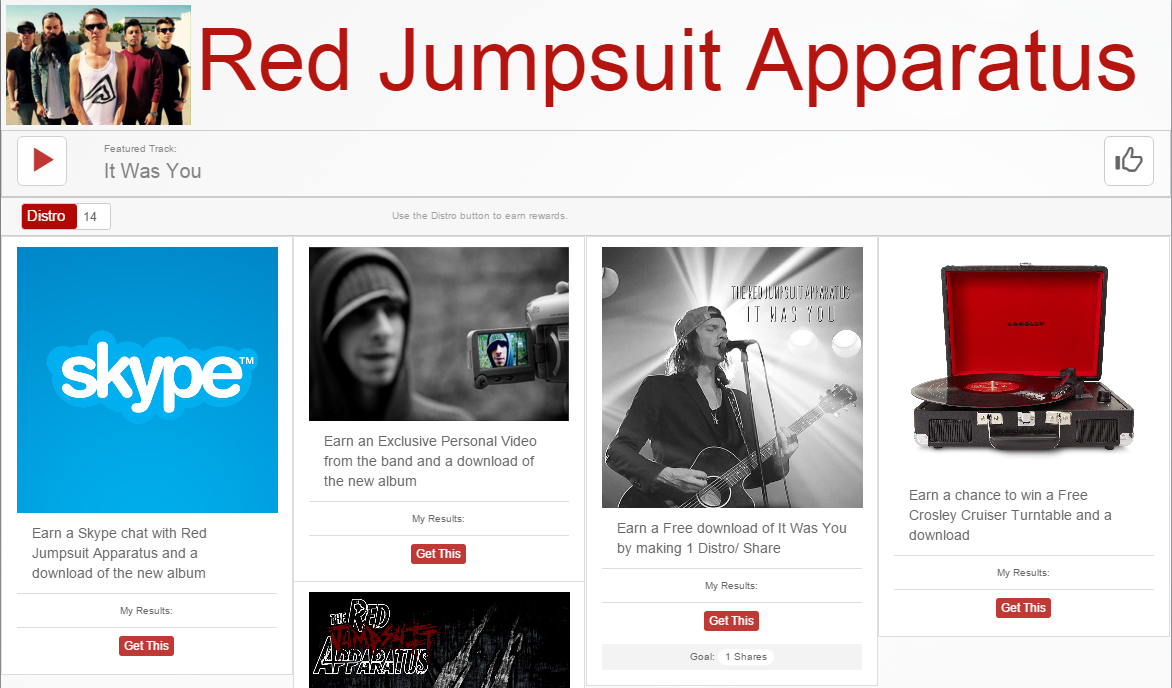 Red Jumpsuit Apparatus
Featured Track:
It Was You
Distro 14
Use the Distro button to earn rewards.
skype™
Earn a Skype chat with Red
Jumpsuit Apparatus and a
download of the new album
My Results:
Get This
Earn an Exclusive Personal Video
from the band and a download of
the new album
My Results:
Get This
THE RED
JUMPSUIT
APPARATUS
THE RED JUMPSUIT APPARATUS
IT WAS YOU
Earn a Free download of It Was You
by making 1 Distro/ Share
My Results:
Get This
Goal: 1 Shares
CROSLEY
Earn a chance to win a Free
Crosley Cruiser Turntable and a
download
My Results:
Get This